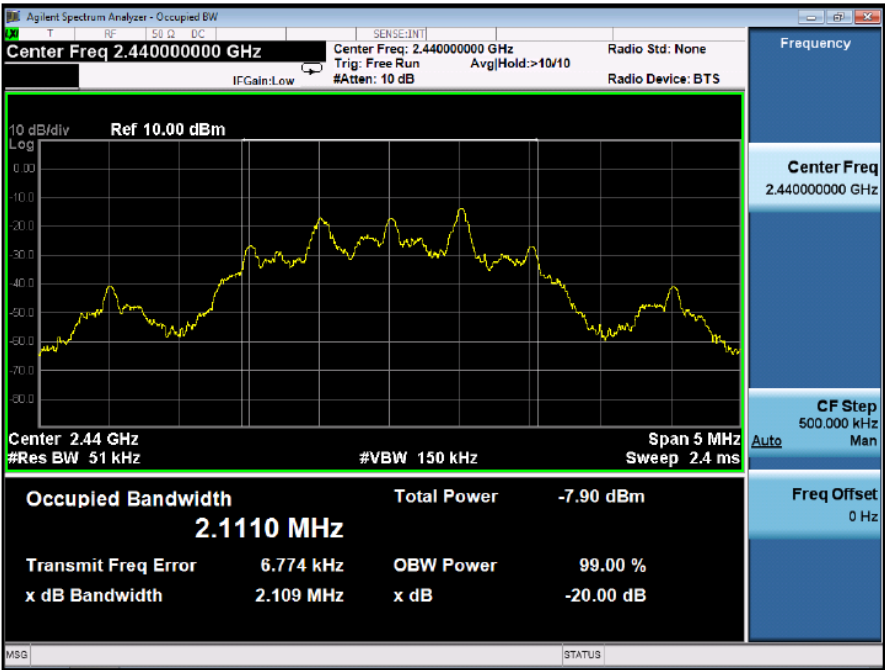 Agilent Spectrum Analyzer - Occupied BW
LXI T RF 50 Ω DC SENSE:INT
Center Freq 2.440000000 GHz
Center Freq: 2.440000000 GHz Radio Std: None
Trig: Free Run Avg|Hold:>10/10
IFGain:Low #Atten: 10 dB Radio Device: BTS
Frequency
10 dB/div Ref 10.00 dBm
Log
0.00
-10.0
-20.0
-30.0
-40.0
-50.0
-60.0
-70.0
-80.0
Center 2.44 GHz Span 5 MHz
#Res BW 51 kHz #VBW 150 kHz Sweep 2.4 ms
Center Freq
2.440000000 GHz
CF Step
500.000 kHz
Auto Man
Freq Offset
0 Hz
Occupied Bandwidth Total Power -7.90 dBm
2.1110 MHz
Transmit Freq Error 6.774 kHz OBW Power 99.00 %
x dB Bandwidth 2.109 MHz x dB -20.00 dB
MSG STATUS